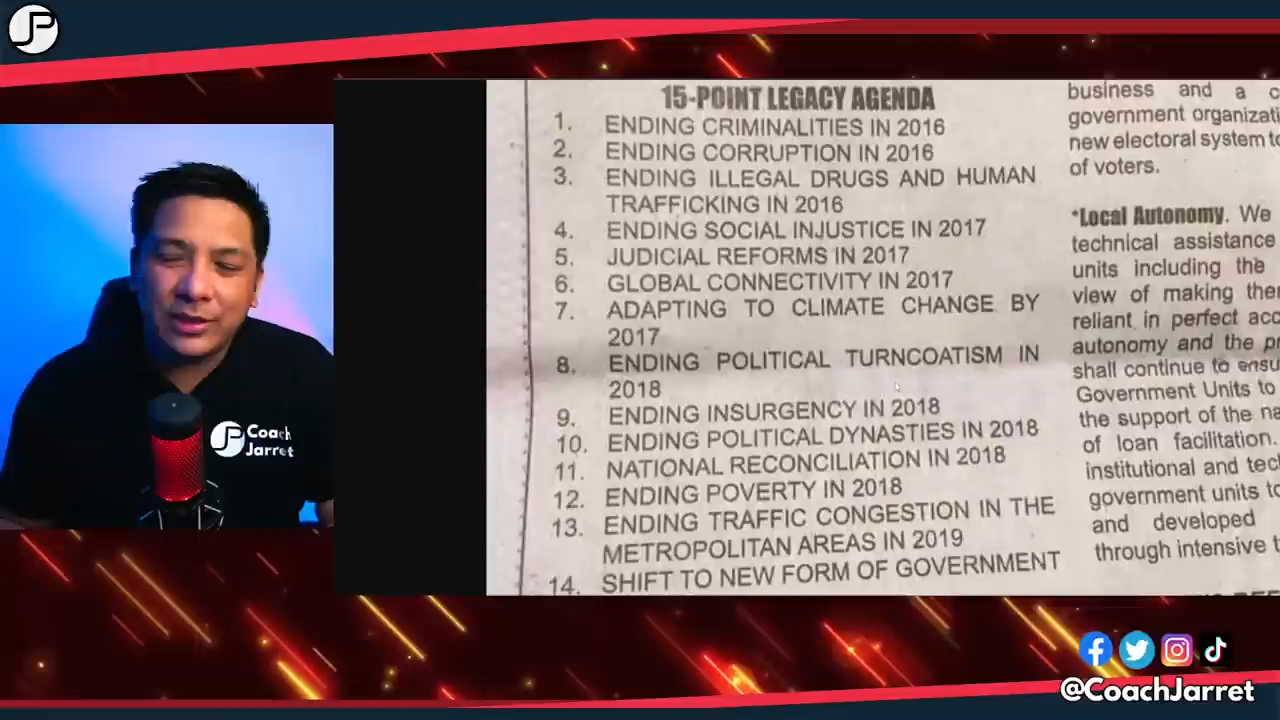 JP
15-POINT LEGACY AGENDA
1. ENDING CRIMINALITIES IN 2016
2. ENDING CORRUPTION IN 2016
3. ENDING ILLEGAL DRUGS AND HUMAN
TRAFFICKING IN 2016
4. ENDING SOCIAL INJUSTICE IN 2017
5. JUDICIAL REFORMS IN 2017
6. GLOBAL CONNECTIVITY IN 2017
7. ADAPTING TO CLIMATE CHANGE BY
2017
8. ENDING POLITICAL TURNCOATISM IN
2018
9. ENDING INSURGENCY IN 2018
10. ENDING POLITICAL DYNASTIES IN 2018
11. NATIONAL RECONCILIATION IN 2018
12. ENDING POVERTY IN 2018
13. ENDING TRAFFIC CONGESTION IN THE
METROPOLITAN AREAS IN 2019
14. SHIFT TO NEW FORM OF GOVERNMENT
business and a
government
new electoral system
of voters.
*Local Autonomy. We
technical assistance
units including the
view of making
reliant in perfect
autonomy and the
shall continue to
Government Units to
the support of the
of loan facilitation.
institutional and
government units
and developed
through intensive
JP Coach
Jarret
@CoachJarret